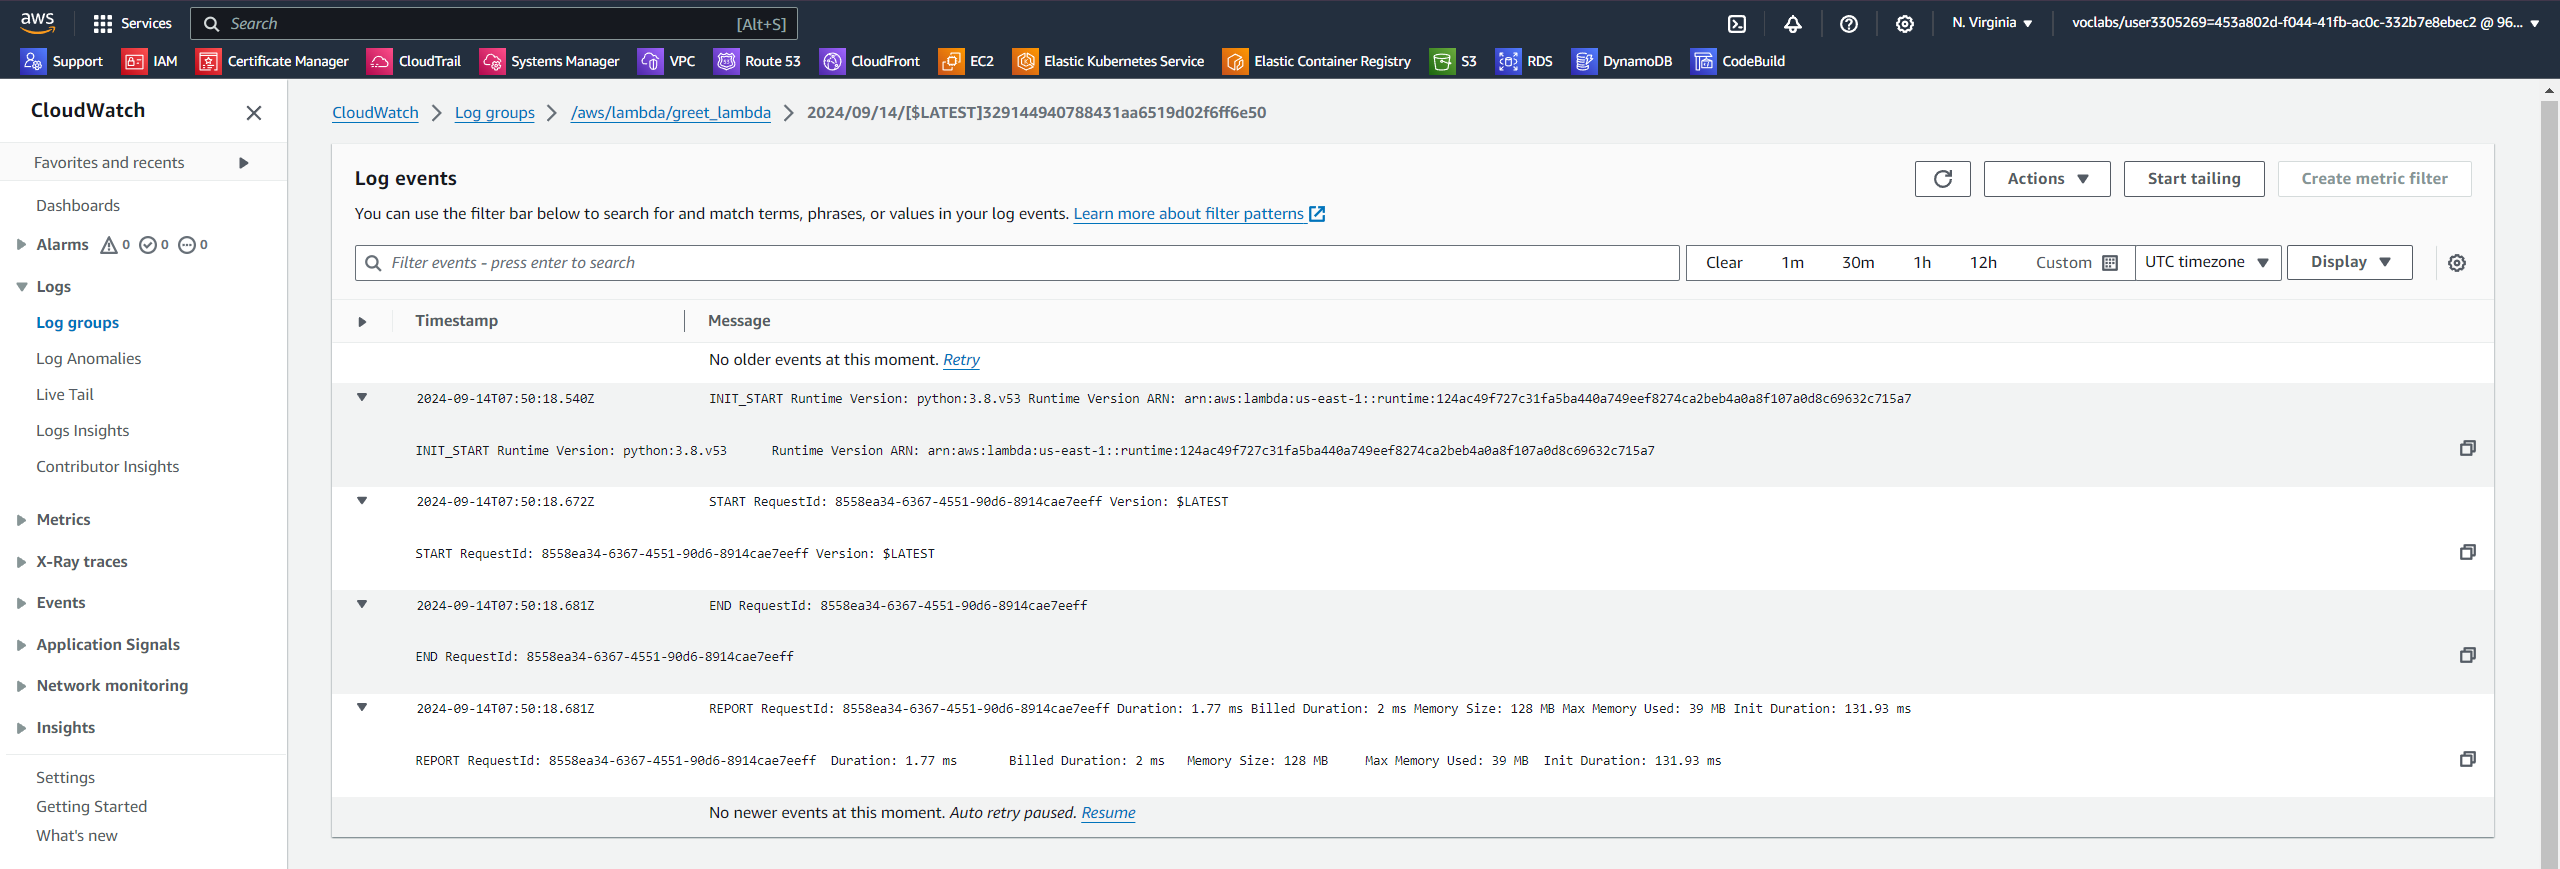 aws
Services
Search [Alt+S]
N. Virginia
voclabs/user3305269=453a802d-f044-41fb-ac0c-332b7e8ebec2 @ 96...
Support IAM Certificate Manager CloudTrail Systems Manager VPC Route 53 CloudFront EC2 Elastic Kubernetes Service Elastic Container Registry S3 RDS DynamoDB CodeBuild
CloudWatch
Favorites and recents
Dashboards
Alarms 0 0 0
Logs
Log groups
Log Anomalies
Live Tail
Logs Insights
Contributor Insights
Metrics
X-Ray traces
Events
Application Signals
Network monitoring
Insights
Settings
Getting Started
What's new
CloudWatch Log groups /aws/lambda/greet_lambda 2024/09/14/[$LATEST]329144940788431aa6519d02f6ff6e50
Log events
Actions Start tailing Create metric filter
You can use the filter bar below to search for and match terms, phrases, or values in your log events. Learn more about filter patterns
Filter events - press enter to search
Clear 1m 30m 1h 12h Custom UTC timezone Display
Timestamp Message
No older events at this moment. Retry
2024-09-14T07:50:18.540Z INIT_START Runtime Version: python:3.8.v53 Runtime Version ARN: arn:aws:lambda:us-east-1::runtime:124ac49f727c31fa5ba440a749eef8274ca2beb4a0a8f107a0d8c69632c715a7
INIT_START Runtime Version: python:3.8.v53 Runtime Version ARN: arn:aws:lambda:us-east-1::runtime:124ac49f727c31fa5ba440a749eef8274ca2beb4a0a8f107a0d8c69632c715a7
2024-09-14T07:50:18.672Z START RequestId: 8558ea34-6367-4551-90d6-8914cae7eeff Version: $LATEST
START RequestId: 8558ea34-6367-4551-90d6-8914cae7eeff Version: $LATEST
2024-09-14T07:50:18.681Z END RequestId: 8558ea34-6367-4551-90d6-8914cae7eeff
END RequestId: 8558ea34-6367-4551-90d6-8914cae7eeff
2024-09-14T07:50:18.681Z REPORT RequestId: 8558ea34-6367-4551-90d6-8914cae7eeff Duration: 1.77 ms Billed Duration: 2 ms Memory Size: 128 MB Max Memory Used: 39 MB Init Duration: 131.93 ms
REPORT RequestId: 8558ea34-6367-4551-90d6-8914cae7eeff Duration: 1.77 ms Billed Duration: 2 ms Memory Size: 128 MB Max Memory Used: 39 MB Init Duration: 131.93 ms
No newer events at this moment. Auto retry paused. Resume